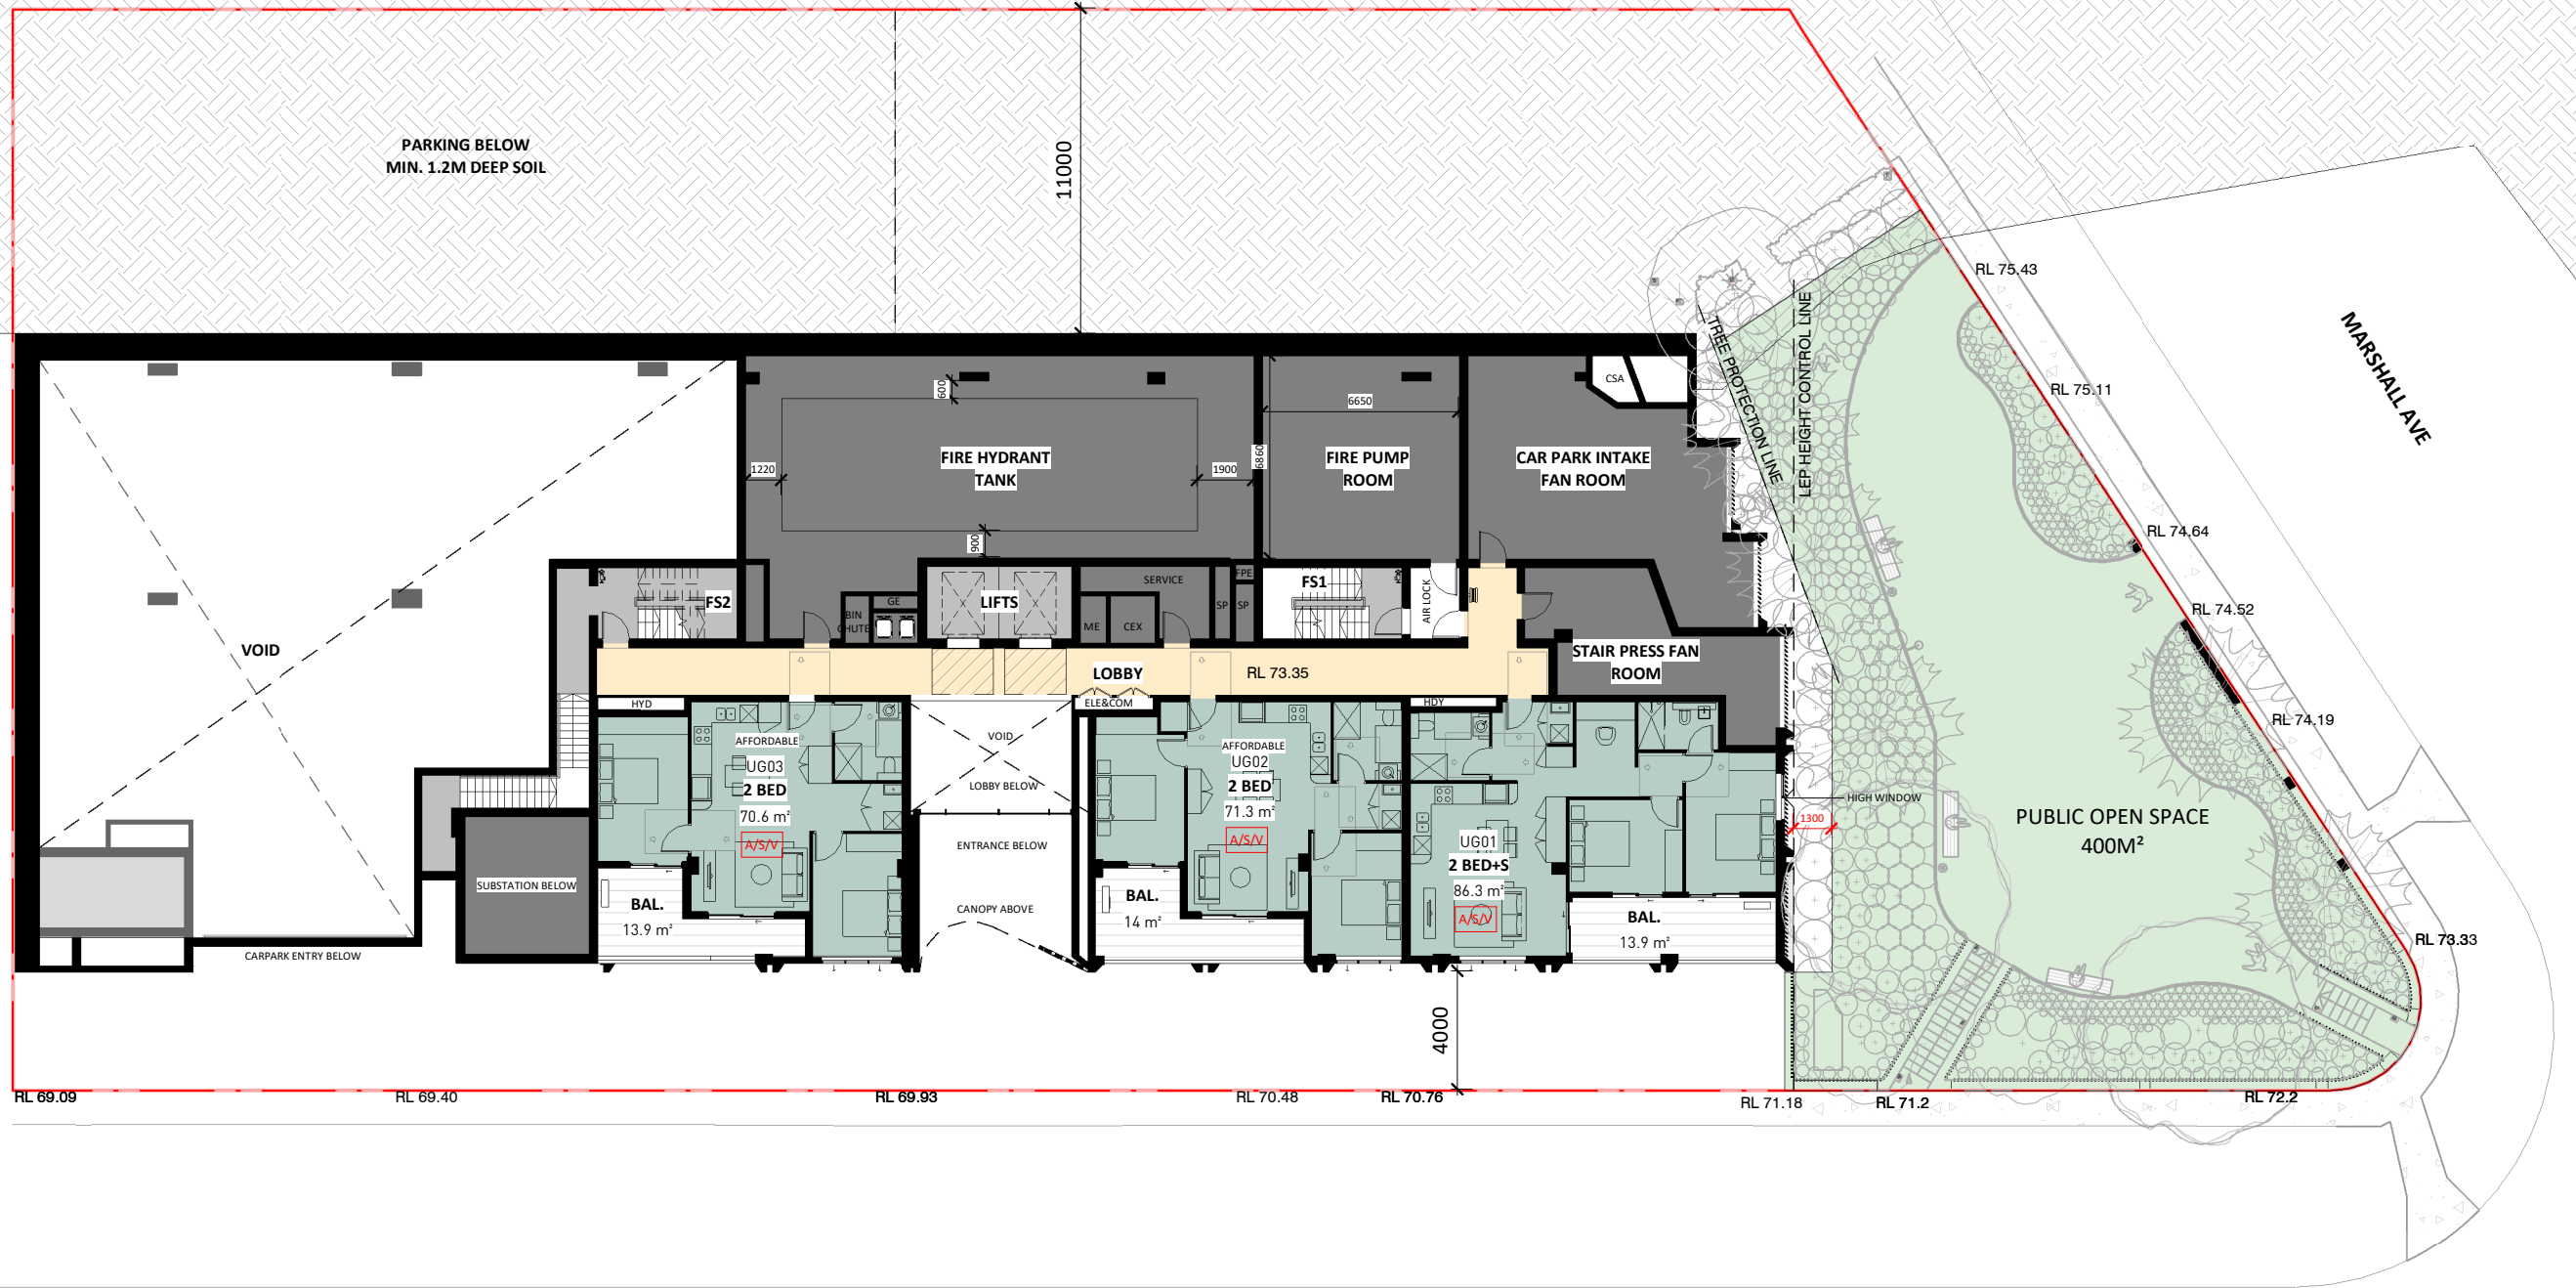 PARKING BELOW
MIN. 1.2M DEEP SOIL
11000
RL 75.43
MARSHALL AVE
TREE PROTECTION LINE
LEP HEIGHT CONTROL LINE
RL 75.11
CSA
600
6650
FIRE HYDRANT
TANK
1220
1900
6860
FIRE PUMP
ROOM
CAR PARK INTAKE
FAN ROOM
900
RL 74.64
FS2
BIN
CHUTE
GE
LIFTS
SERVICE
ME
CEX
SP
FPE
SP
FS1
AIR LOCK
RL 74.52
VOID
LOBBY
RL 73.35
STAIR PRESS FAN
ROOM
HYD
ELE&COM
HDY
RL 74.19
AFFORDABLE
UG03
2 BED
70.6 m²
A/S/V
VOID
LOBBY BELOW
AFFORDABLE
UG02
2 BED
71.3 m²
A/S/V
UG01
2 BED+S
86.3 m²
A/S/V
HIGH WINDOW
1300
PUBLIC OPEN SPACE
400M²
ENTRANCE BELOW
SUBSTATION BELOW
BAL.
13.9 m²
CANOPY ABOVE
BAL.
14 m²
BAL.
13.9 m²
RL 73.33
CARPARK ENTRY BELOW
4000
RL 69.09
RL 69.40
RL 69.93
RL 70.48
RL 70.76
RL 71.18
RL 71.2
RL 72.2